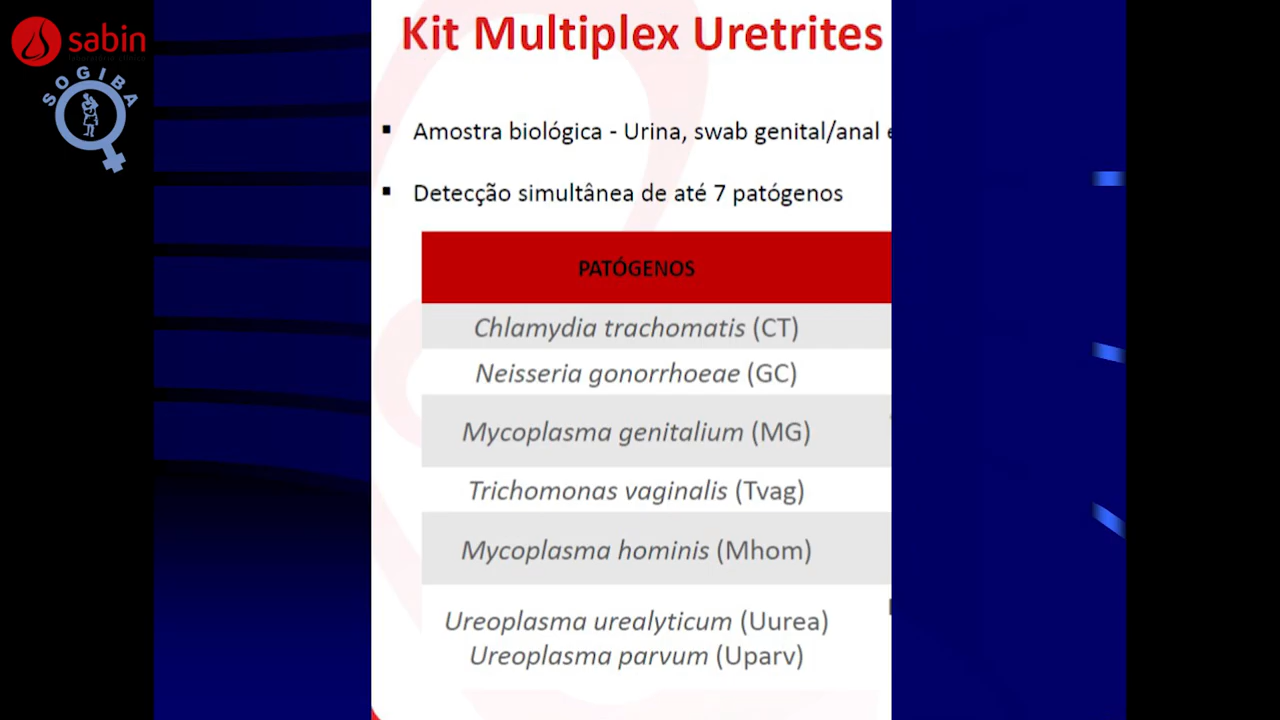 sabin
SOGIBA
Kit Multiplex Uretrites
Amostra biológica - Urina, swab genital/anal
Detecção simultânea de até 7 patógenos
PATÓGENOS
Chlamydia trachomatis (CT)
Neisseria gonorrhoeae (GC)
Mycoplasma genitalium (MG)
Trichomonas vaginalis (Tvag)
Mycoplasma hominis (Mhom)
Ureoplasma urealyticum (Uurea)
Ureoplasma parvum (Uparv)